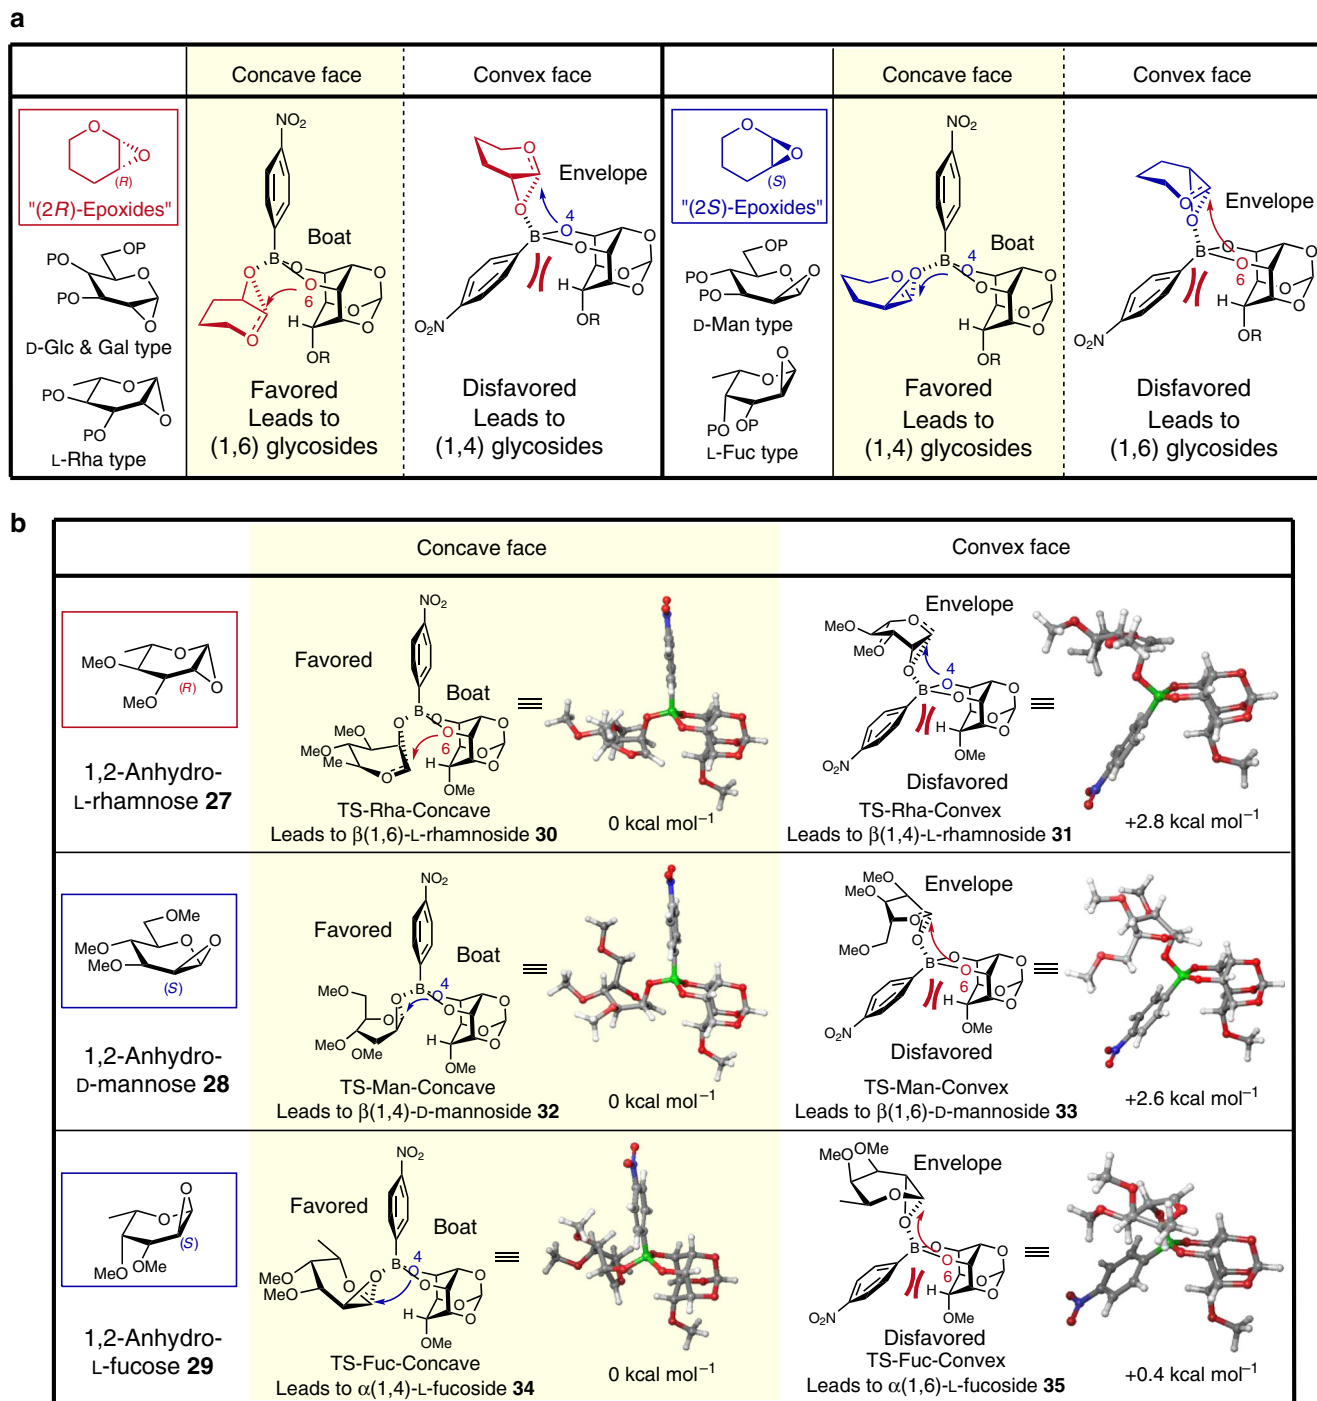 a
Concave face
Convex face
Concave face
Convex face
O
O
(R)
"(2R)-Epoxides"
OP
PO
O
PO
O
D-Glc & Gal type
O
PO
PO
O
L-Rha type
NO2
Boat
B
O
O
O
O
6
O
O
O
H
OR
Favored
Leads to
(1,6) glycosides
O
Envelope
O
4
O
B
O
O
O
O
H
OR
O2N
Disfavored
Leads to
(1,4) glycosides
O
O
(S)
"(2S)-Epoxides"
OP
PO
O
O
PO
D-Man type
O
O
PO
OP
L-Fuc type
NO2
Boat
4
O
B
O
O
O
O
O
H
OR
Favored
Leads to
(1,4) glycosides
O
Envelope
O
B
O
O
6
O
O
O
H
OR
O2N
Disfavored
Leads to
(1,6) glycosides
b
Concave face
Convex face
O
MeO
MeO
(R)
O
1,2-Anhydro-
L-rhamnose 27
NO2
Favored
Boat
B
O
O
O
O
6
MeO
MeO
Me
O
O
O
H
OMe
TS-Rha-Concave
Leads to β(1,6)-L-rhamnoside 30
0 kcal mol−1
Envelope
MeO
O
MeO
O
4
O
B
O
O
O
O
H
OMe
O2N
Disfavored
TS-Rha-Convex
Leads to β(1,4)-L-rhamnoside 31
+2.8 kcal mol−1
OMe
MeO
O
O
MeO
(S)
1,2-Anhydro-
D-mannose 28
NO2
Favored
Boat
4
MeO
O
B
O
O
O
O
MeO
OMe
O
O
H
OMe
TS-Man-Concave
Leads to β(1,4)-D-mannoside 32
0 kcal mol−1
Envelope
MeO
MeO
O
O
MeO
B
O
O
6
O
O
O
H
OMe
O2N
Disfavored
TS-Man-Convex
Leads to β(1,6)-D-mannoside 33
+2.6 kcal mol−1
O
O
(S)
OMe
MeO
1,2-Anhydro-
L-fucose 29
NO2
Favored
Boat
4
O
O
B
O
O
MeO
MeO
O
O
O
H
OMe
TS-Fuc-Concave
Leads to α(1,4)-L-fucoside 34
0 kcal mol−1
MeO
OMe
Envelope
O
O
B
O
O
6
O
O
O
H
OMe
O2N
Disfavored
TS-Fuc-Convex
Leads to α(1,6)-L-fucoside 35
+0.4 kcal mol−1